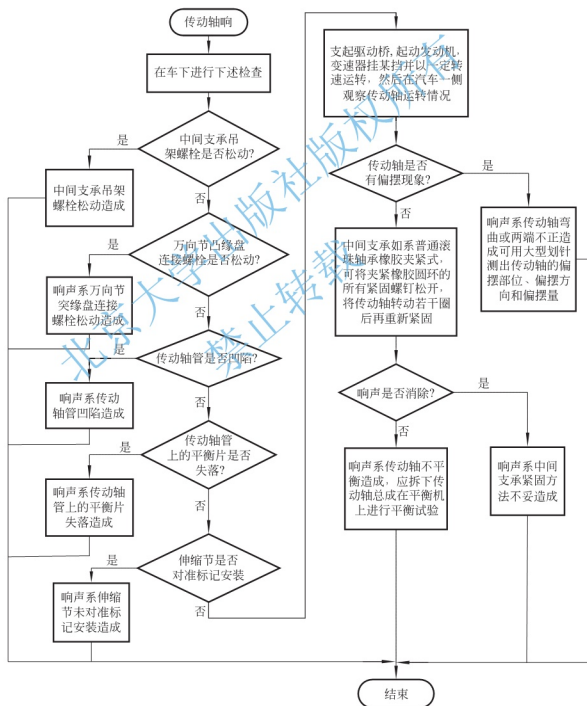 传动轴响
在车下进行下述检查
中间支承吊
架螺栓是否松动?
是
否
中间支承吊架
螺栓松动造成
万向节凸缘盘
连接螺栓是否松动?
是
否
响声系万向节
突缘盘连接
螺栓松动造成
传动轴管是否凹陷?
是
否
响声系传动
轴管凹陷造成
传动轴管
上的平衡片是否
失落?
是
否
响声系传动轴
管上的平衡片
失落造成
伸缩节是否
对准标记安装
是
否
响声系伸缩
节未对准标
记安装造成
支起驱动桥,起动发动机,
变速器挂某挡并以一定转
速运转,然后在汽车一侧
观察传动轴运转情况
传动轴是否
有偏摆现象?
是
否
响声系传动轴弯
曲或两端不正造
成可用大型划针
测出传动轴的偏
摆部位、偏摆方
向和偏摆量
中间支承如系普通滚
珠轴承橡胶夹紧式,
可将夹紧橡胶圆环的
所有紧固螺钉松开,
将传动轴转动若干圈
后再重新紧固
响声是否消除?
是
否
响声系传动轴不平
衡造成,应拆下传
动轴总成在平衡机
上进行平衡试验
响声系中间
支承紧固方
法不妥造成
结束
北京大学出版社版权所有
禁止转载